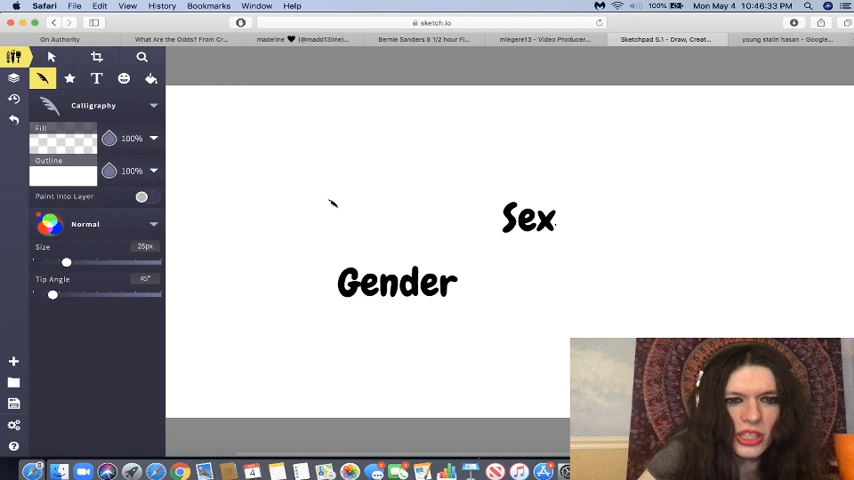 Safari File Edit View History Bookmarks Window Help 100% Mon May 4 10:46:33 PM
sketch.io
On Authority What Are the Odds? From Cr... madeline 🖤 (@madd13line)... Bernie Sanders 8 1/2 hour Fi... mlegere13 - Video Producer... Sketchpad 5.1 - Draw, Creat... young stalin hasan - Google...
Calligraphy
Fill
100%
Outline
100%
Paint Into Layer
Normal
Size 25px
Tip Angle 45°
Sex
Gender